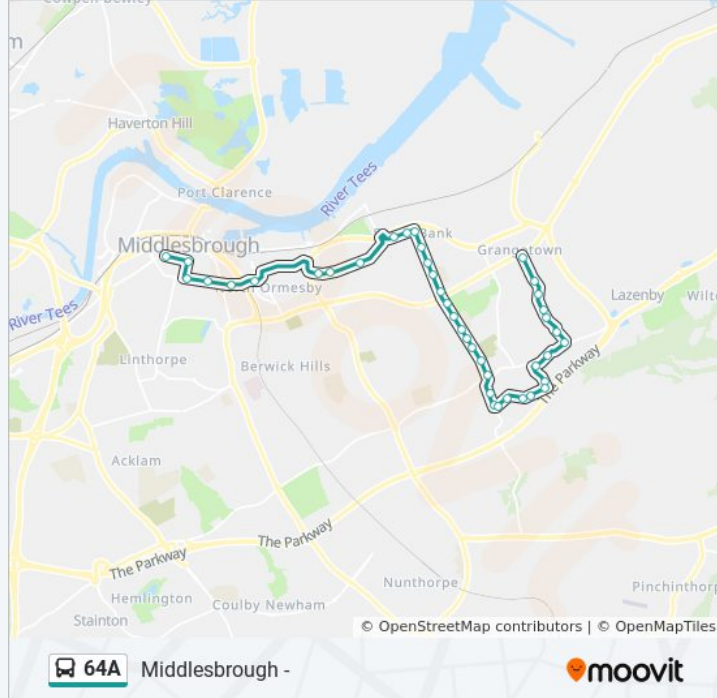 Haverton Hill
Port Clarence
River Tees
Middlesbrough
Bank
Grangetown
Ormesby
Lazenby
River Tees
Linthorpe
Berwick Hills
The Parkway
Acklam
The Parkway
The Parkway
Hemlington
Coulby Newham
Nunthorpe
Pinchinthorp
Stainton
© OpenStreetMap contributors | © OpenMapTiles
64A Middlesbrough -
moovit